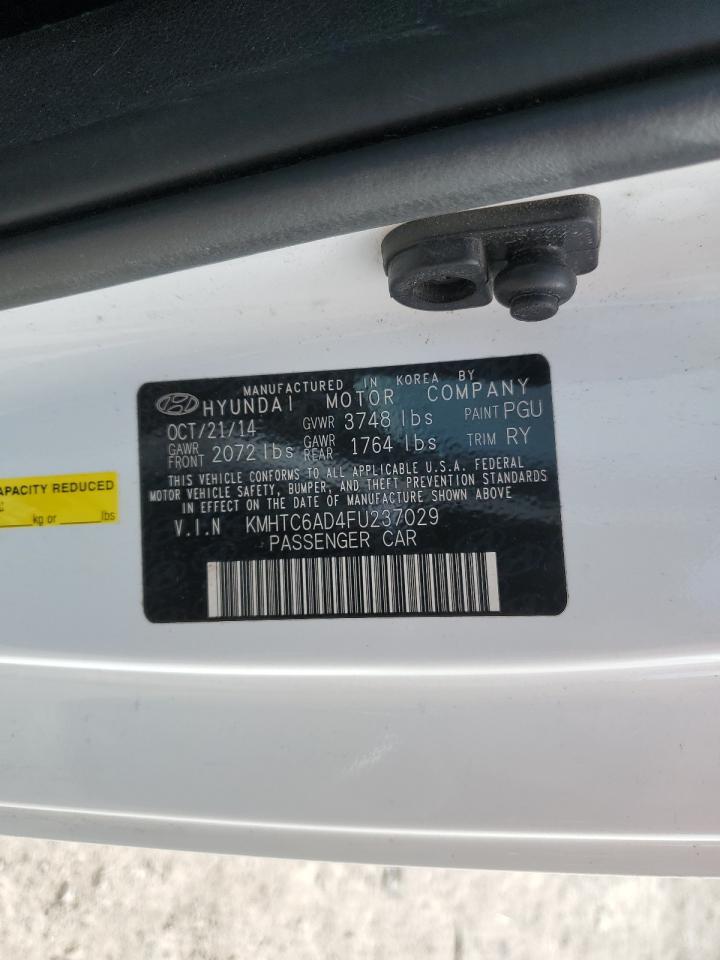 MANUFACTURED IN KOREA BY
HYUNDAI MOTOR COMPANY
OCT/21/14 GVWR 3748 lbs PAINT PGU
GAWR FRONT 2072 lbs GAWR REAR 1764 lbs TRIM RY
THIS VEHICLE CONFORMS TO ALL APPLICABLE U.S.A. FEDERAL
MOTOR VEHICLE SAFETY, BUMPER, AND THEFT PREVENTION STANDARDS
IN EFFECT ON THE DATE OF MANUFACTURE SHOWN ABOVE
V.I.N KMHTC6AD4FU237029
PASSENGER CAR
APACITY REDUCED
kg or lbs